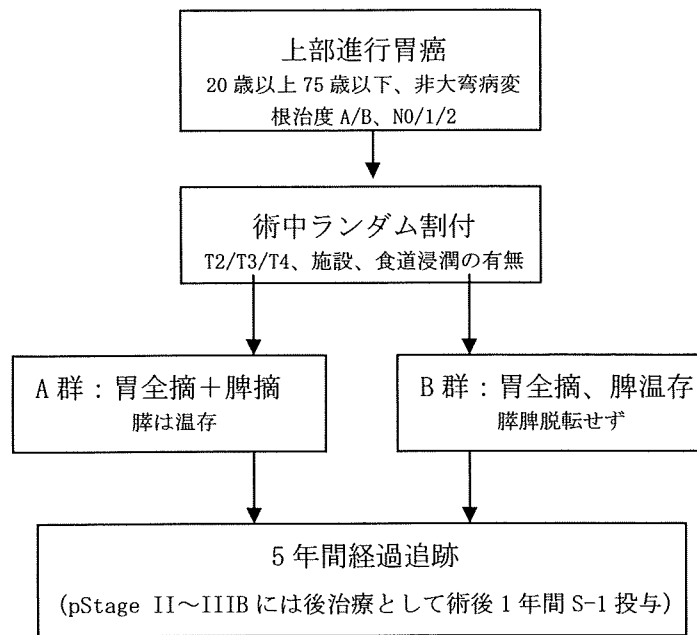 上部進行胃癌
20 歳以上 75 歳以下、非大弯病変
根治度 A/B、N0/1/2
術中ランダム割付
T2/T3/T4、施設、食道浸潤の有無
A 群：胃全摘＋脾摘
膵は温存
B 群：胃全摘、脾温存
膵脾脱転せず
5 年間経過追跡
(pStage II～IIIB には後治療として術後 1 年間 S-1 投与)